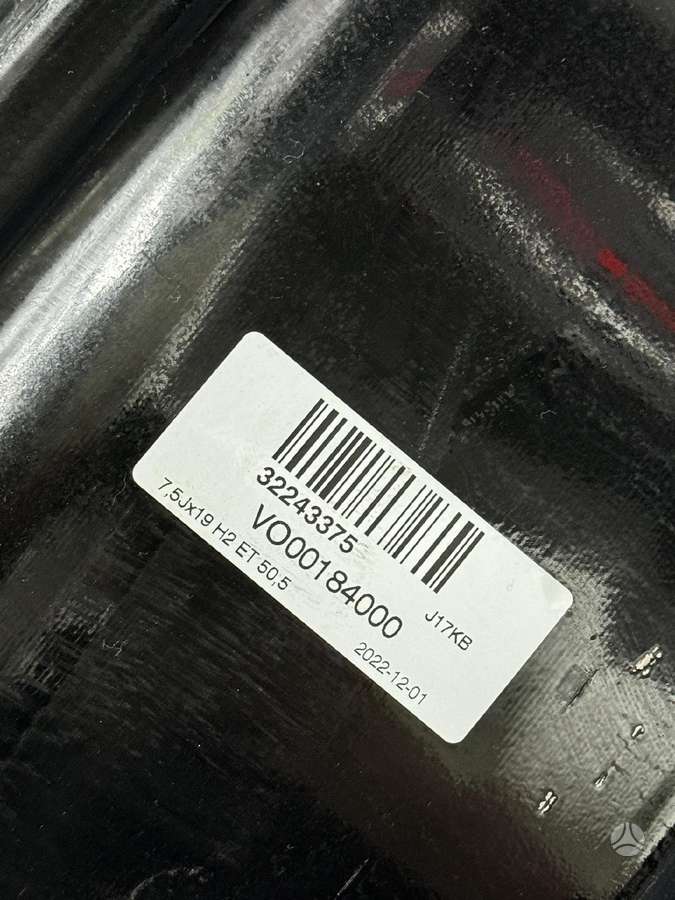 32243375
VO00184000
7,5Jx19 H2 ET 50,5
J17KB
2022-12-01